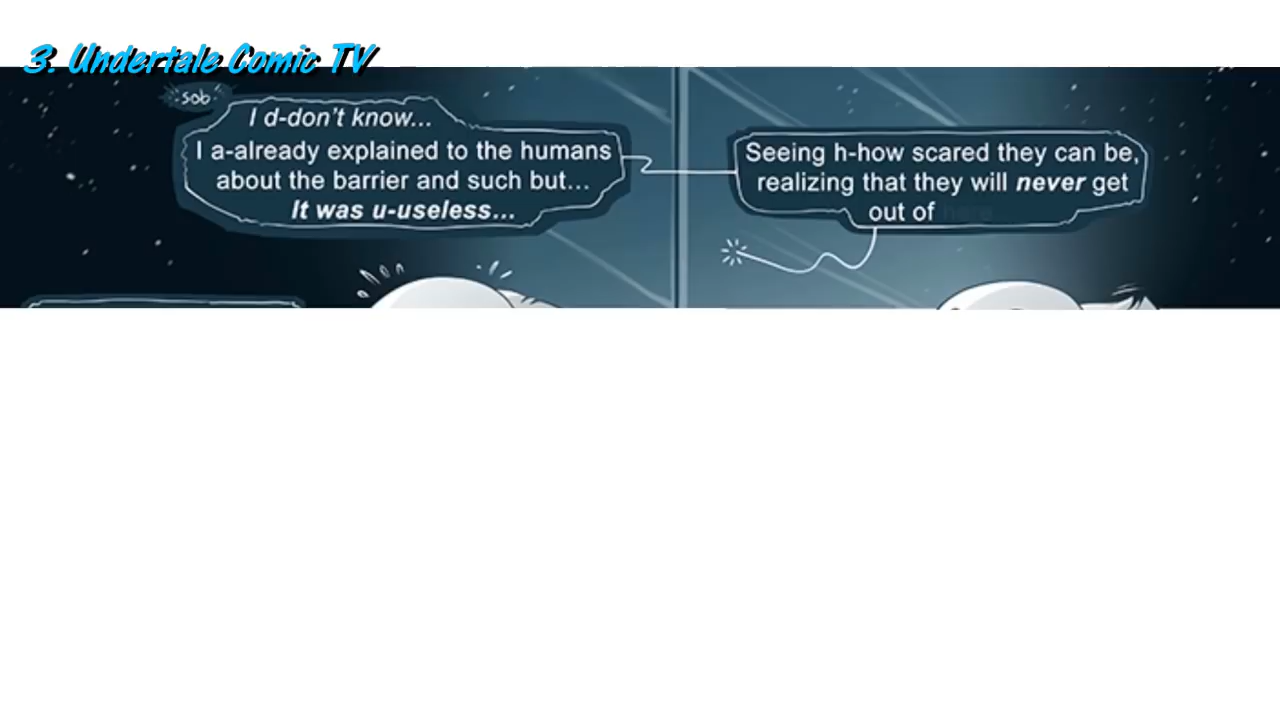 3. Undertale Comic TV
sob
I d-don't know...
I a-already explained to the humans
about the barrier and such but...
It was u-useless...
Seeing h-how scared they can be,
realizing that they will never get
out of here